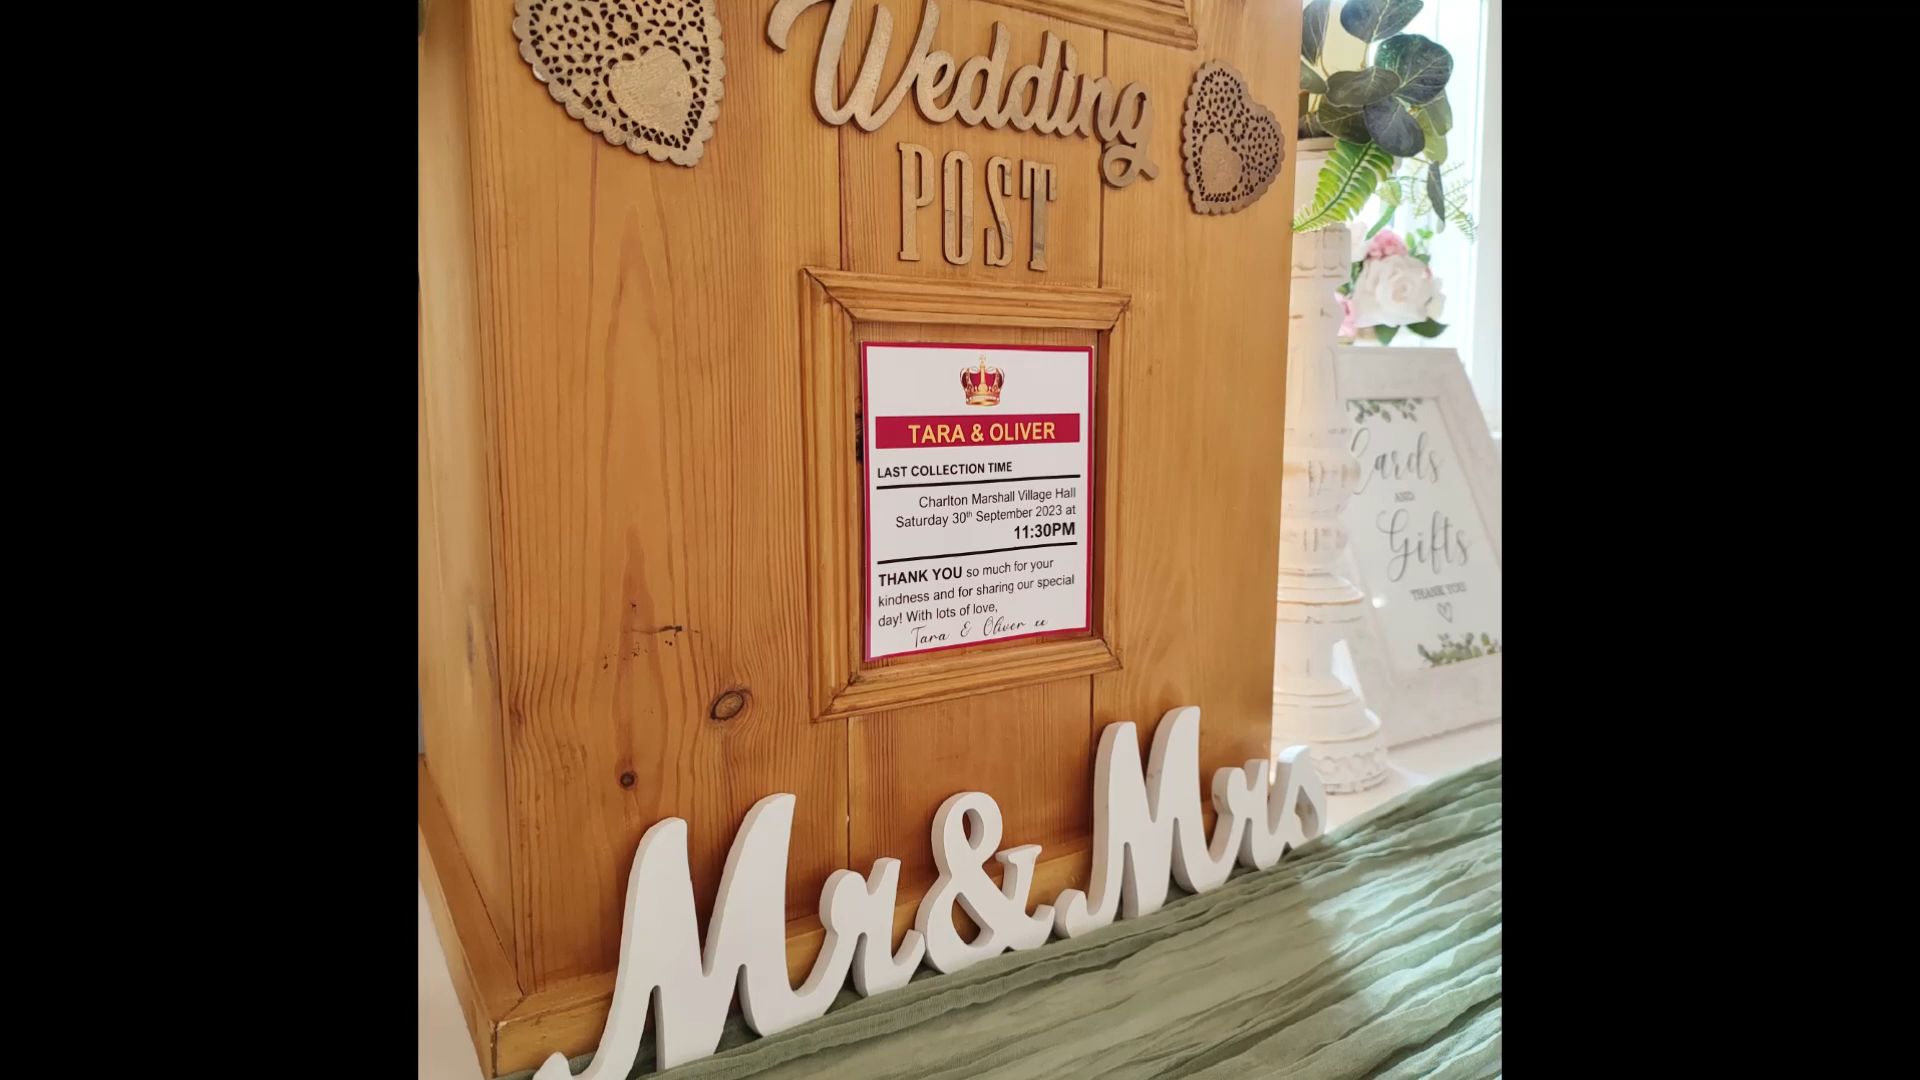 Wedding
POST
TARA & OLIVER
LAST COLLECTION TIME
Charlton Marshall Village Hall
Saturday 30th September 2023 at
11:30PM
THANK YOU so much for your
kindness and for sharing our special
day! With lots of love,
Tara & Oliver xx
Mr & Mrs
Cards
AND
Gifts
THANK YOU